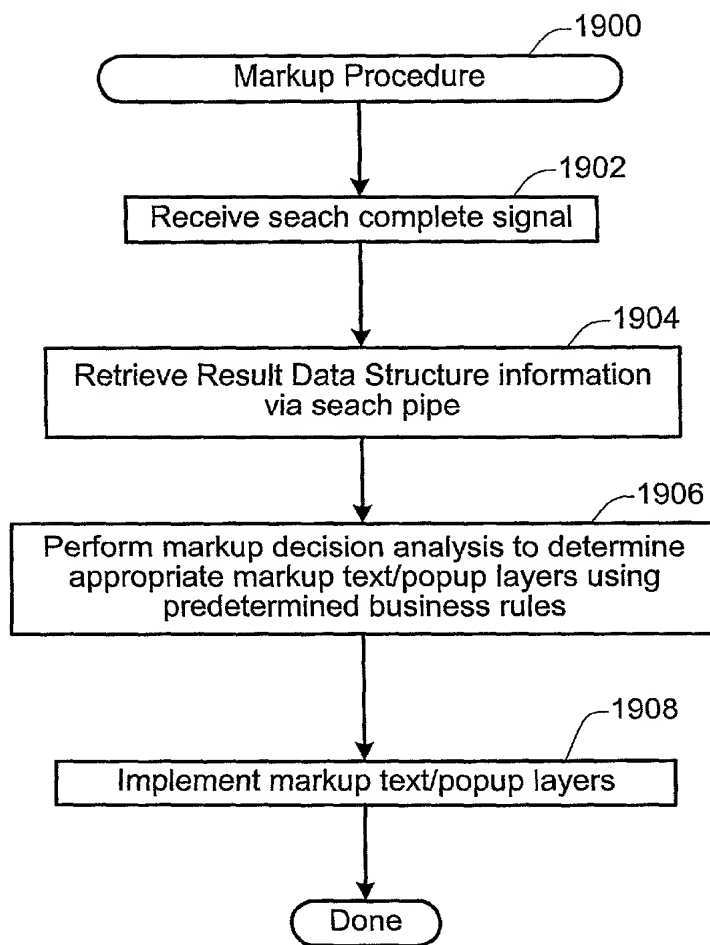 1900
Markup Procedure
1902
Receive seach complete signal
1904
Retrieve Result Data Structure information
via seach pipe
1906
Perform markup decision analysis to determine
appropriate markup text/popup layers using
predetermined business rules
1908
Implement markup text/popup layers
Done